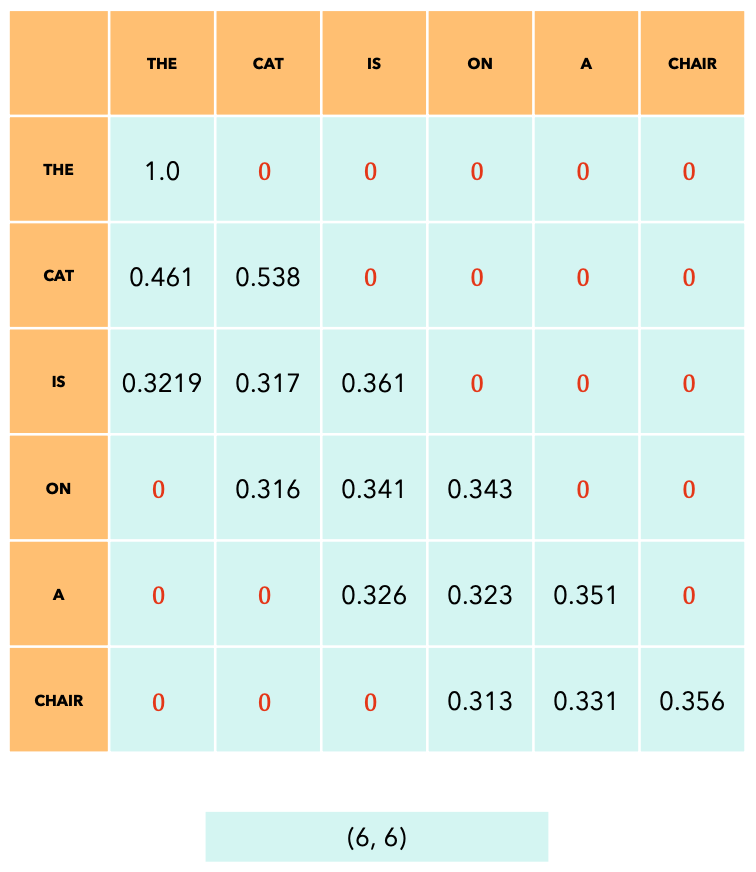 THE CAT IS ON A CHAIR
THE 1.0 0 0 0 0 0
CAT 0.461 0.538 0 0 0 0
IS 0.3219 0.317 0.361 0 0 0
ON 0 0.316 0.341 0.343 0 0
A 0 0 0.326 0.323 0.351 0
CHAIR 0 0 0 0.313 0.331 0.356
(6, 6)